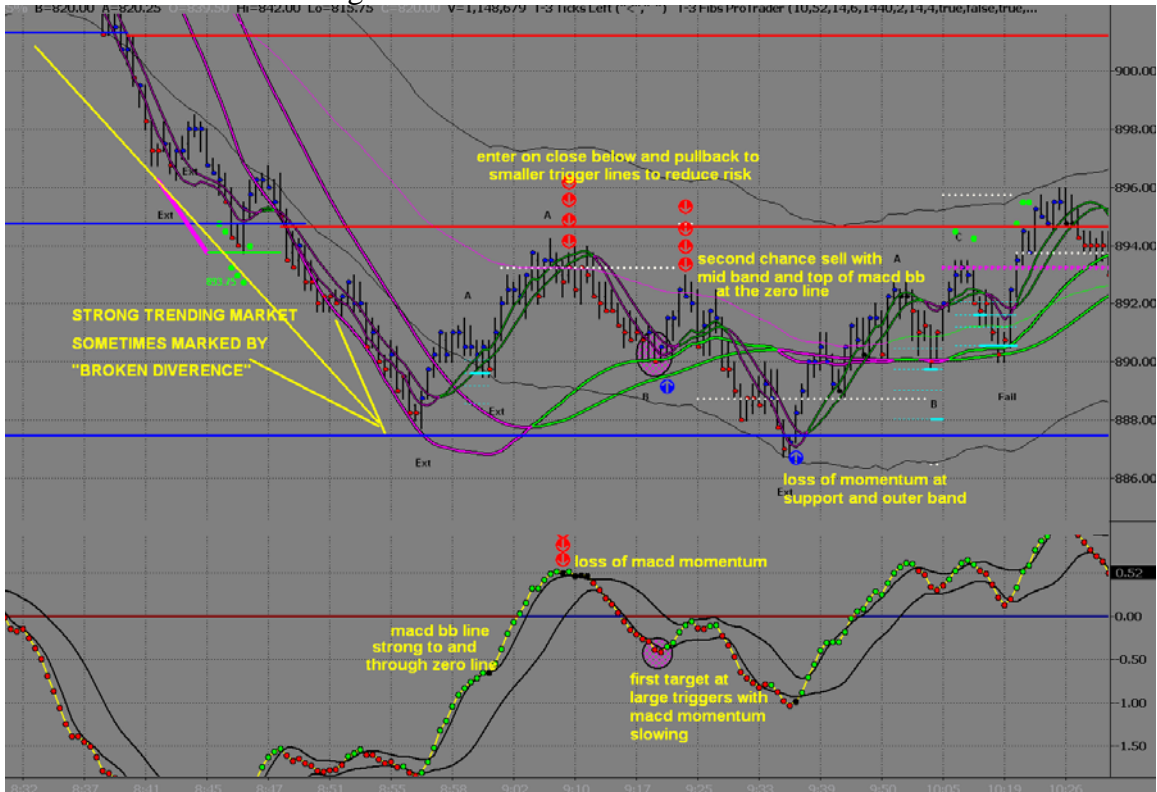 B=820.00 A=820.25 O=839.50 Hi=842.00 Lo=815.75 C=820.00 V=1,148,679 T-3 Ticks Left ("<"," ") T-3 Fibs ProTrader (10,52,14,6,1440,2,14,4,true,false,true,...
900.00
898.00
enter on close below and pullback to
smaller trigger lines to reduce risk
Ext
896.00
Ext
A
894.00
C
second chance sell with
mid band and top of macd bb
at the zero line
A
893.75
892.00
A
STRONG TRENDING MARKET
SOMETIMES MARKED BY
"BROKEN DIVERENCE"
890.00
B
Ext
B
Fail
888.00
Ext
loss of momentum at
support and outer band
Ext
886.00
loss of macd momentum
0.52
0.00
macd bb line
strong to and
through zero line
-0.50
first target at
large triggers with
macd momentum
slowing
-1.00
-1.50
8:32 8:37 8:41 8:45 8:47 8:51 8:55 8:59 9:02 9:04 9:10 9:17 9:25 9:33 9:39 9:50 10:05 10:19 10:26